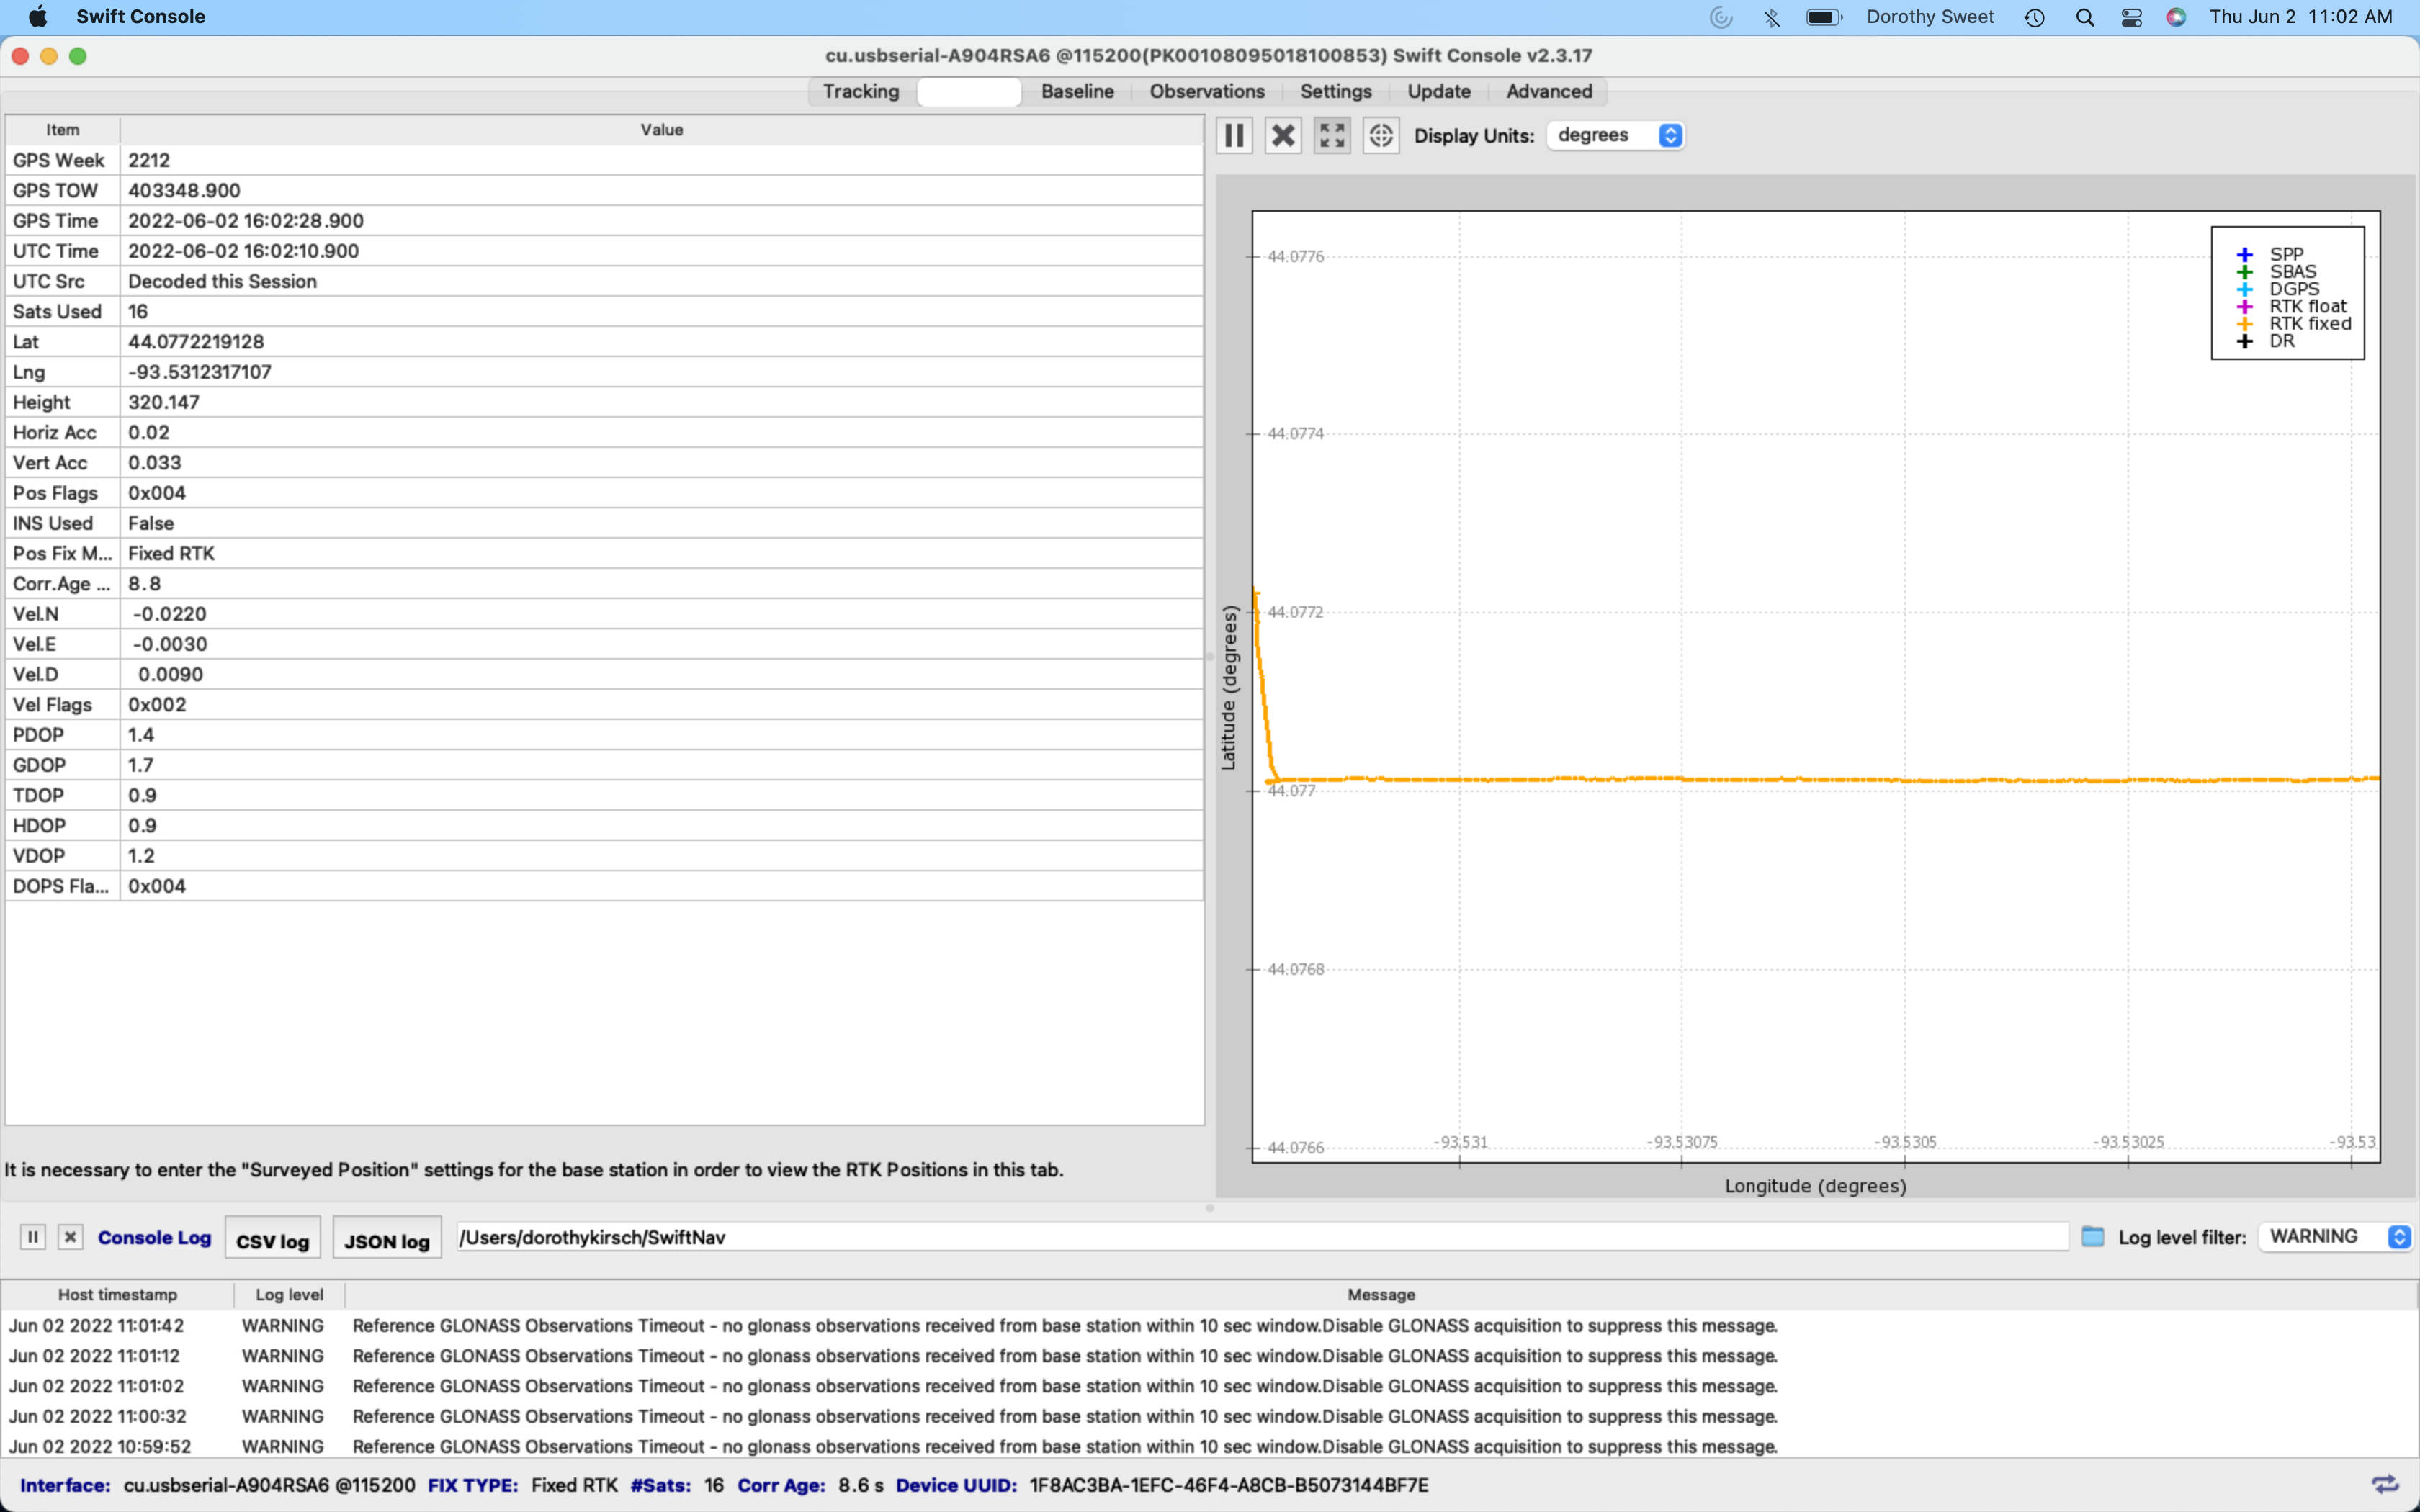 Swift Console
Dorothy Sweet
Thu Jun 2 11:02 AM
cu.usbserial-A904RSA6 @115200(PK00108095018100853) Swift Console v2.3.17
Tracking Baseline Observations Settings Update Advanced
Item Value
GPS Week 2212
GPS TOW 403348.900
GPS Time 2022-06-02 16:02:28.900
UTC Time 2022-06-02 16:02:10.900
UTC Src Decoded this Session
Sats Used 16
Lat 44.0772219128
Lng -93.5312317107
Height 320.147
Horiz Acc 0.02
Vert Acc 0.033
Pos Flags 0x004
INS Used False
Pos Fix M... Fixed RTK
Corr.Age ... 8.8
Vel.N -0.0220
Vel.E -0.0030
Vel.D 0.0090
Vel Flags 0x002
PDOP 1.4
GDOP 1.7
TDOP 0.9
HDOP 0.9
VDOP 1.2
DOPS Fla... 0x004
It is necessary to enter the "Surveyed Position" settings for the base station in order to view the RTK Positions in this tab.
Display Units: degrees
SPP
SBAS
DGPS
RTK float
RTK fixed
DR
44.0776
44.0774
44.0772
44.077
44.0768
44.0766
Latitude (degrees)
-93.531 -93.53075 -93.5305 -93.53025 -93.53
Longitude (degrees)
Console Log CSV log JSON log /Users/dorothykirsch/SwiftNav Log level filter: WARNING
Host timestamp Log level Message
Jun 02 2022 11:01:42 WARNING Reference GLONASS Observations Timeout - no glonass observations received from base station within 10 sec window.Disable GLONASS acquisition to suppress this message.
Jun 02 2022 11:01:12 WARNING Reference GLONASS Observations Timeout - no glonass observations received from base station within 10 sec window.Disable GLONASS acquisition to suppress this message.
Jun 02 2022 11:01:02 WARNING Reference GLONASS Observations Timeout - no glonass observations received from base station within 10 sec window.Disable GLONASS acquisition to suppress this message.
Jun 02 2022 11:00:32 WARNING Reference GLONASS Observations Timeout - no glonass observations received from base station within 10 sec window.Disable GLONASS acquisition to suppress this message.
Jun 02 2022 10:59:52 WARNING Reference GLONASS Observations Timeout - no glonass observations received from base station within 10 sec window.Disable GLONASS acquisition to suppress this message.
Interface: cu.usbserial-A904RSA6 @115200 FIX TYPE: Fixed RTK #Sats: 16 Corr Age: 8.6 s Device UUID: 1F8AC3BA-1EFC-46F4-A8CB-B5073144BF7E